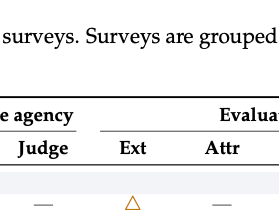 surveys. Surveys are grouped
e agency Evalua
Judge Ext Attr
— △ —